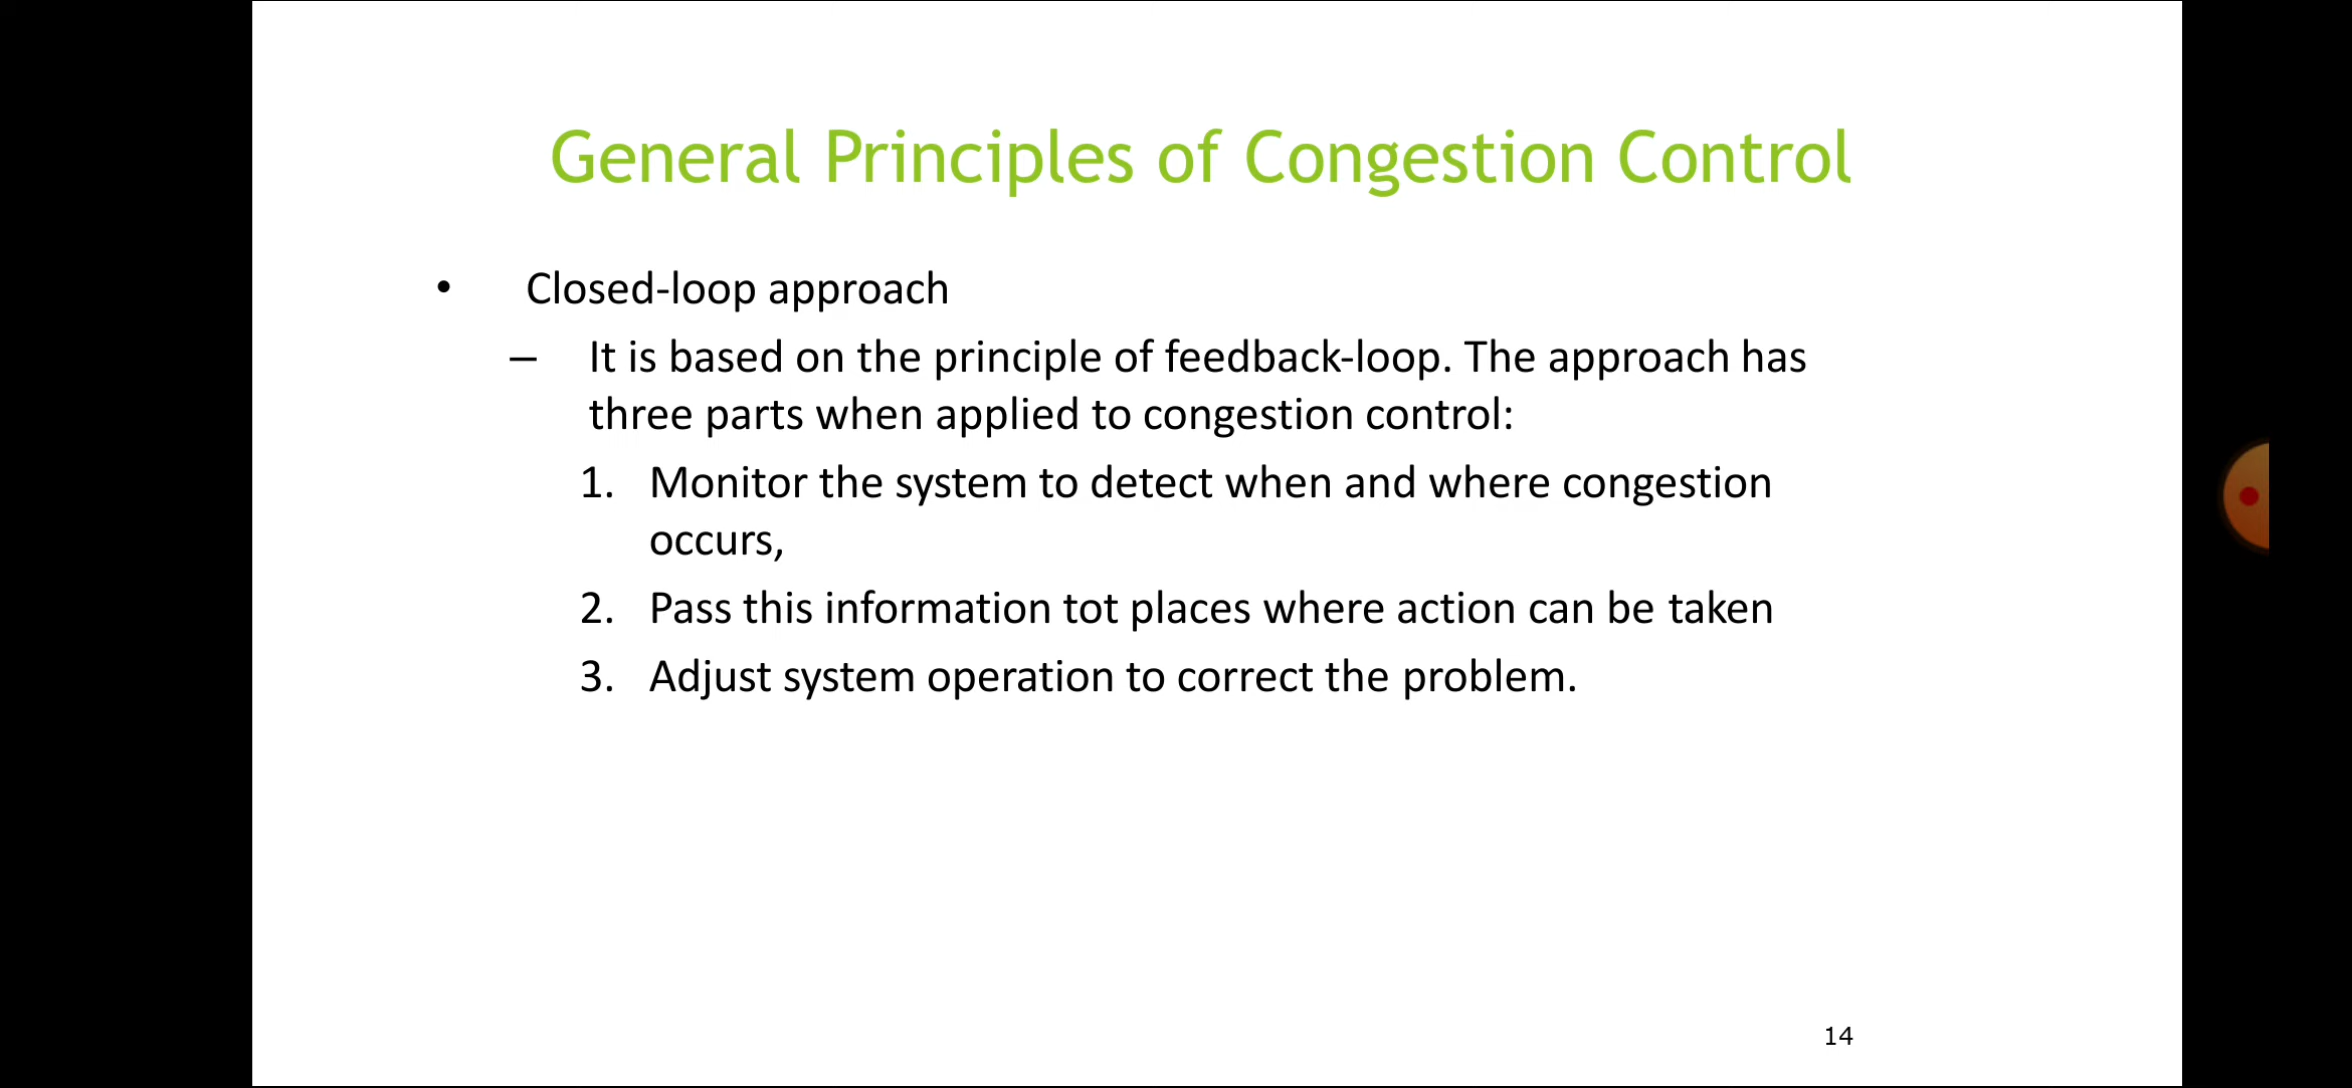 General Principles of Congestion Control
• Closed-loop approach
– It is based on the principle of feedback-loop. The approach has
three parts when applied to congestion control:
1. Monitor the system to detect when and where congestion
occurs,
2. Pass this information tot places where action can be taken
3. Adjust system operation to correct the problem.
14